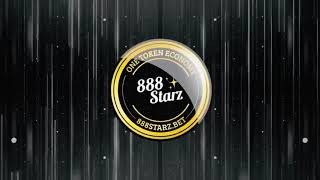 ONE TOKEN ECONOMY
888
Starz
888STARZ.BET